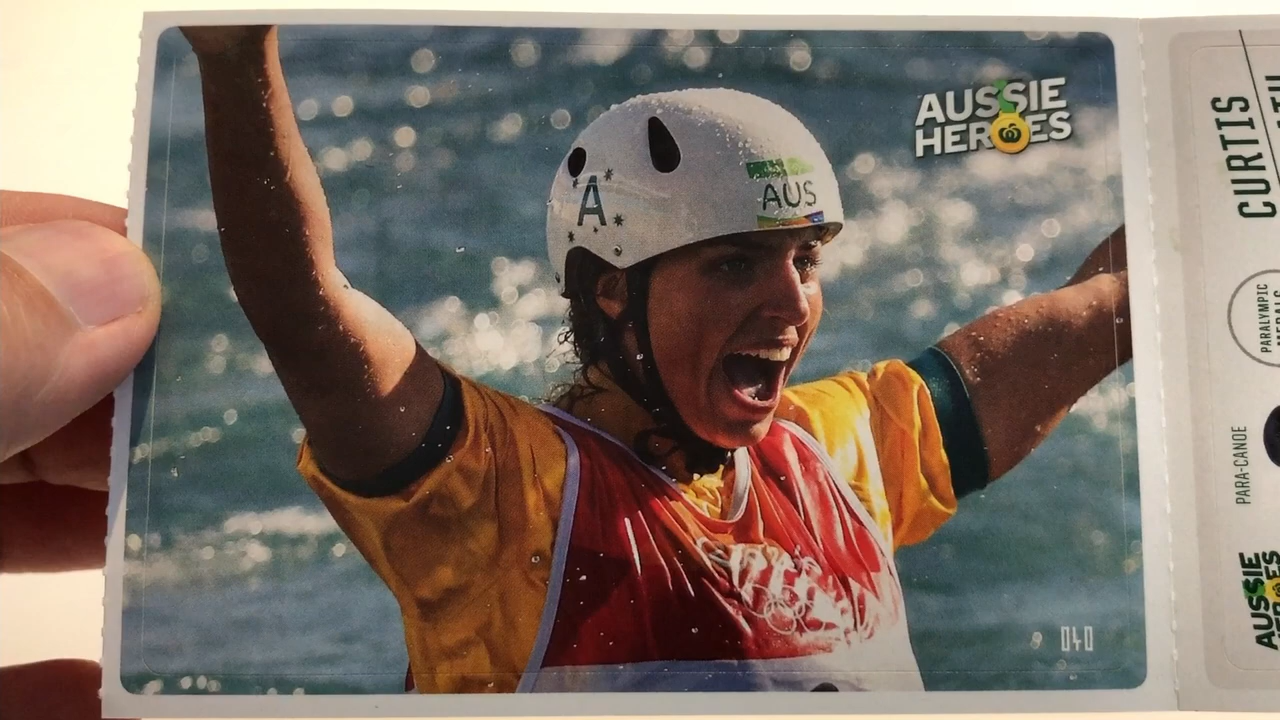 AUSSIE
HEROES
A
AUS
040
CURTIS
PARALYMPIC
MEDALS
PARA-CANOE
AUSSIE
HEROES